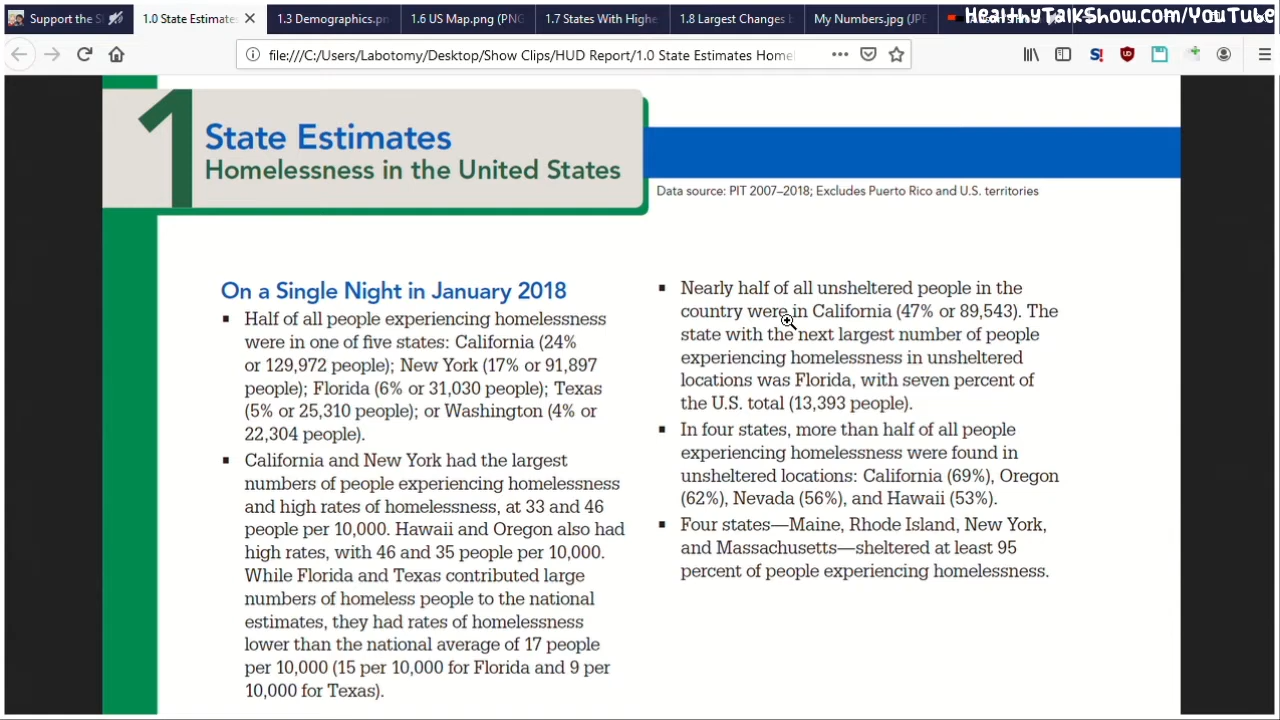 HealthyTalkShow.com/YouTube
Support the S
1.0 State Estimates
1.3 Demographics.pn
1.6 US Map.png (PNG
1.7 States With Highe
1.8 Largest Changes b
My Numbers.jpg (JPE
file:///C:/Users/Labotomy/Desktop/Show Clips/HUD Report/1.0 State Estimates Home
1
State Estimates
Homelessness in the United States
Data source: PIT 2007–2018; Excludes Puerto Rico and U.S. territories
On a Single Night in January 2018
▪ Half of all people experiencing homelessness
were in one of five states: California (24%
or 129,972 people); New York (17% or 91,897
people); Florida (6% or 31,030 people); Texas
(5% or 25,310 people); or Washington (4% or
22,304 people).
▪ California and New York had the largest
numbers of people experiencing homelessness
and high rates of homelessness, at 33 and 46
people per 10,000. Hawaii and Oregon also had
high rates, with 46 and 35 people per 10,000.
While Florida and Texas contributed large
numbers of homeless people to the national
estimates, they had rates of homelessness
lower than the national average of 17 people
per 10,000 (15 per 10,000 for Florida and 9 per
10,000 for Texas).
▪ Nearly half of all unsheltered people in the
country were in California (47% or 89,543). The
state with the next largest number of people
experiencing homelessness in unsheltered
locations was Florida, with seven percent of
the U.S. total (13,393 people).
▪ In four states, more than half of all people
experiencing homelessness were found in
unsheltered locations: California (69%), Oregon
(62%), Nevada (56%), and Hawaii (53%).
▪ Four states—Maine, Rhode Island, New York,
and Massachusetts—sheltered at least 95
percent of people experiencing homelessness.